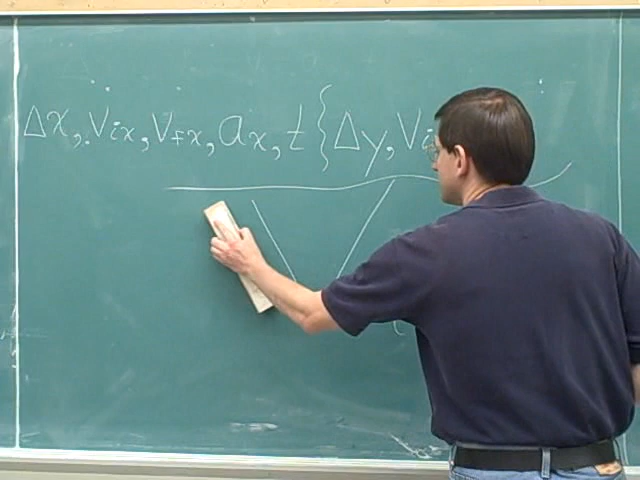 Δx, Vix, Vfx, ax, t { Δy, Vi